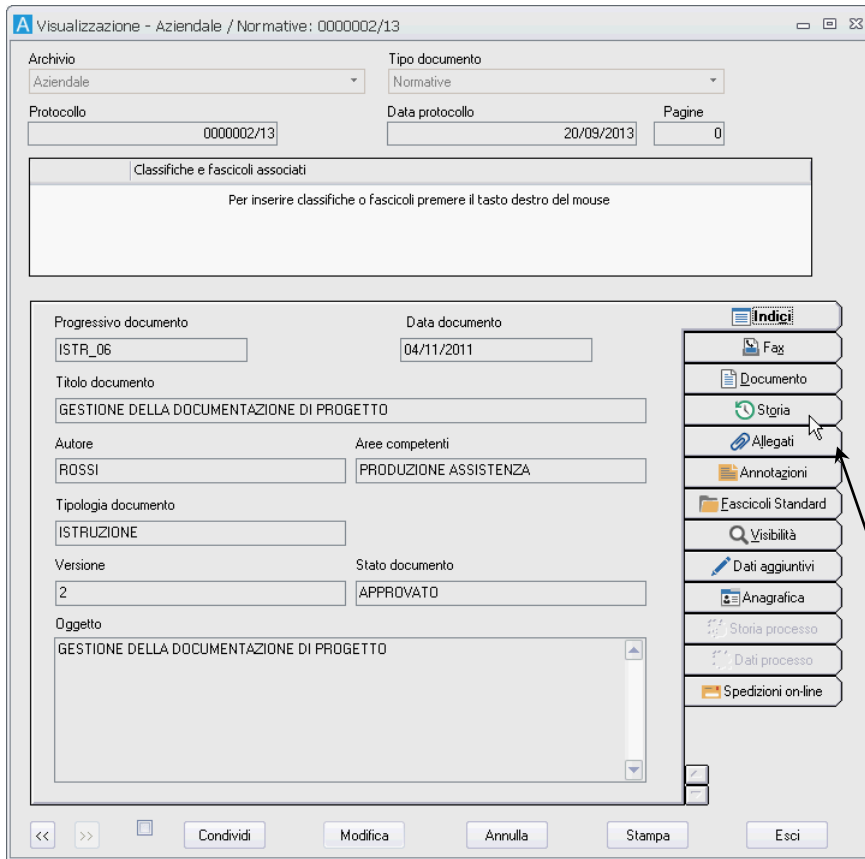 A Visualizzazione - Aziendale / Normative: 0000002/13
Archivio Tipo documento
Aziendale Normative
Protocollo Data protocollo Pagine
0000002/13 20/09/2013 0
Classifiche e fascicoli associati
Per inserire classifiche o fascicoli premere il tasto destro del mouse
Progressivo documento Data documento
ISTR_06 04/11/2011
Titolo documento
GESTIONE DELLA DOCUMENTAZIONE DI PROGETTO
Autore Aree competenti
ROSSI PRODUZIONE ASSISTENZA
Tipologia documento
ISTRUZIONE
Versione Stato documento
2 APPROVATO
Oggetto
GESTIONE DELLA DOCUMENTAZIONE DI PROGETTO
Indici
Fax
Documento
Storia
Allegati
Annotazioni
Fascicoli Standard
Visibilità
Dati aggiuntivi
Anagrafica
Storia processo
Dati processo
Spedizioni on-line
<< >> Condividi Modifica Annulla Stampa Esci